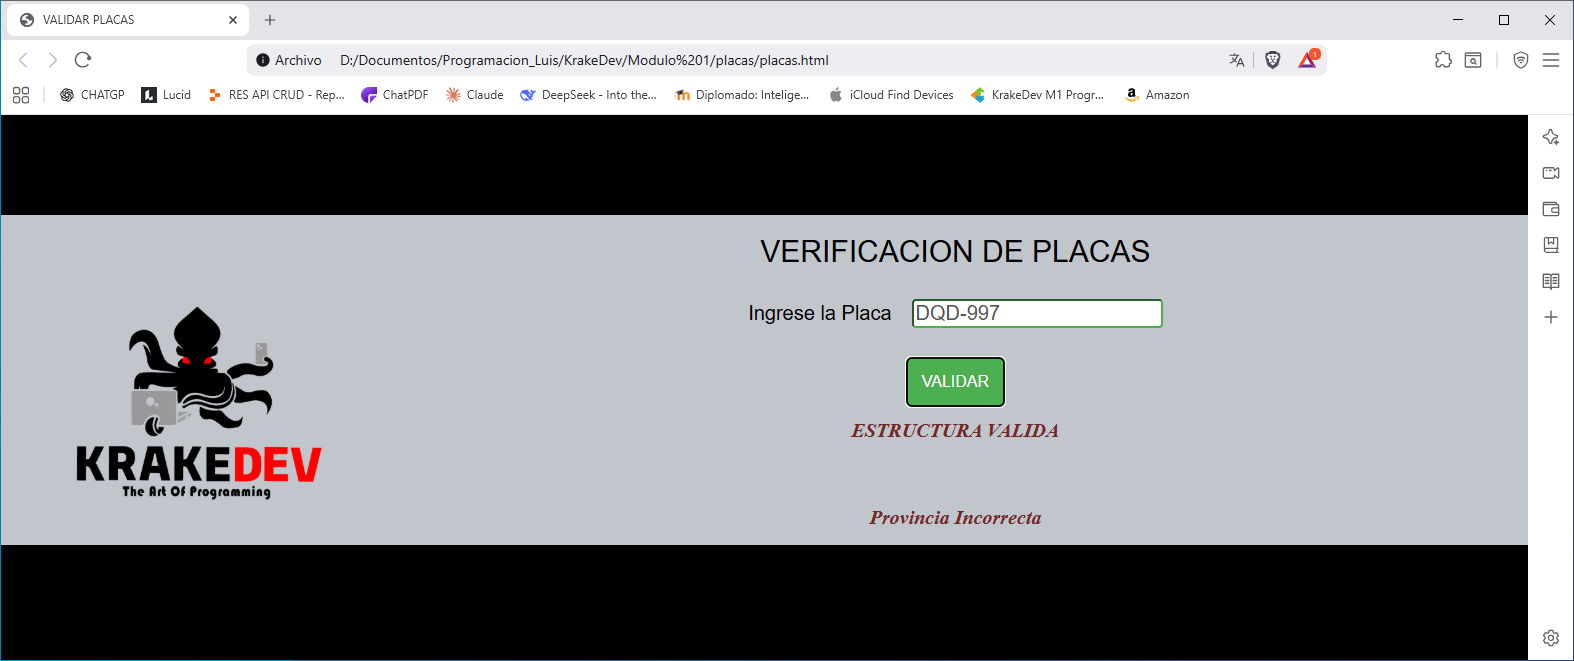 VALIDAR PLACAS
Archivo D:/Documentos/Programacion_Luis/KrakeDev/Modulo%201/placas/placas.html
1
CHATGP Lucid RES API CRUD - Rep... ChatPDF Claude DeepSeek - Into the... Diplomado: Intelige... iCloud Find Devices KrakeDev M1 Progr... Amazon
VERIFICACION DE PLACAS
Ingrese la Placa DQD-997
VALIDAR
ESTRUCTURA VALIDA
KRAKEDEV
The Art Of Programming
Provincia Incorrecta